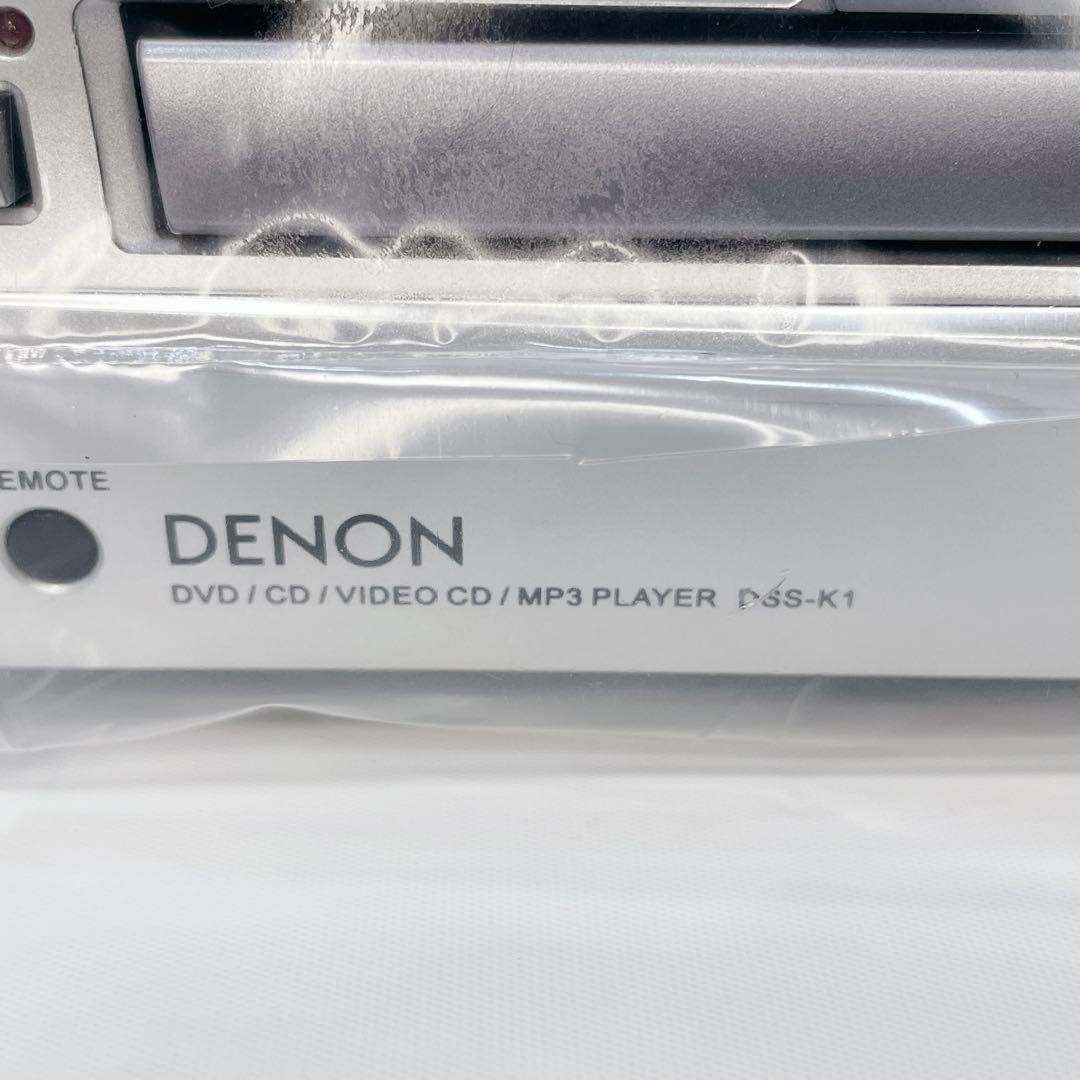 EMOTE
DENON
DVD / CD / VIDEO CD / MP3 PLAYER DSS-K1